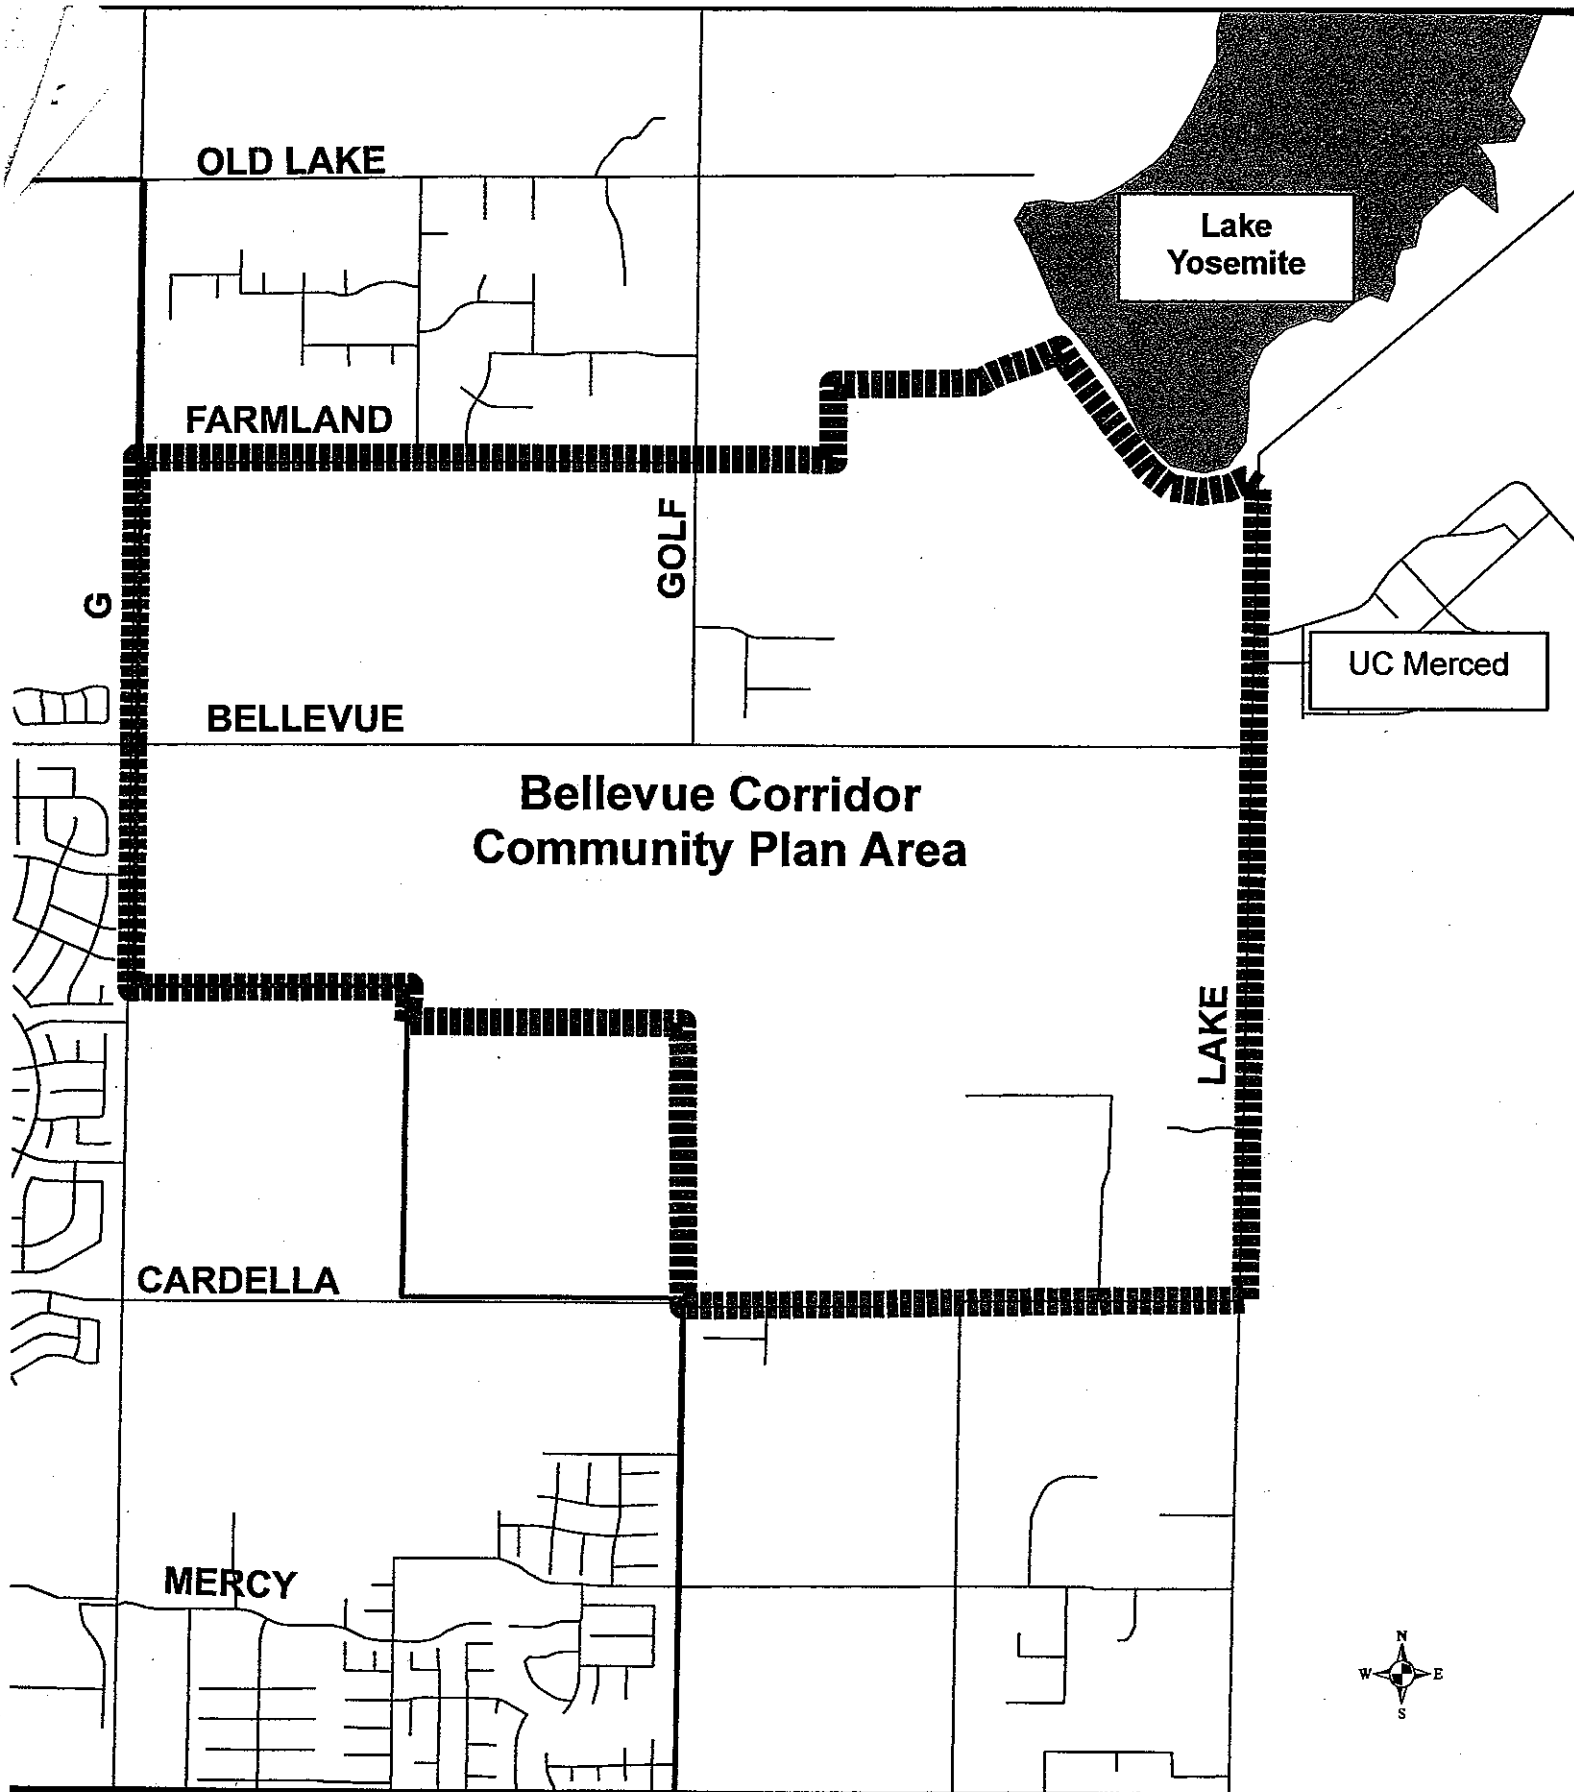 OLD LAKE
Lake
Yosemite
FARMLAND
GOLF
G
UC Merced
BELLEVUE
Bellevue Corridor
Community Plan Area
LAKE
CARDELLA
MERCY
N
W E
S